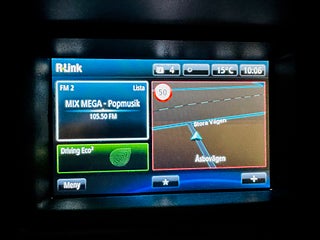 R-Link
4
15°C
10:06
FM 2
Lista
MIX MEGA - Popmusik
105.50 FM
50
Stora Vägen
Åsbovägen
Driving Eco²
Meny